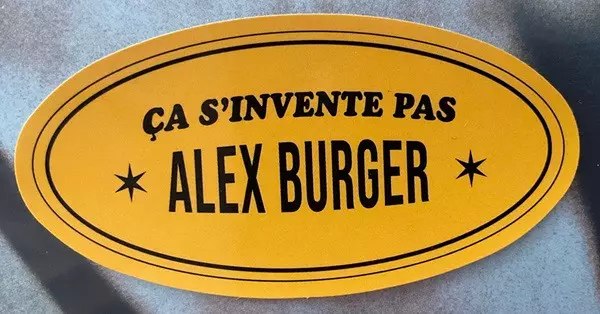 ÇA S'INVENTE PAS
ALEX BURGER